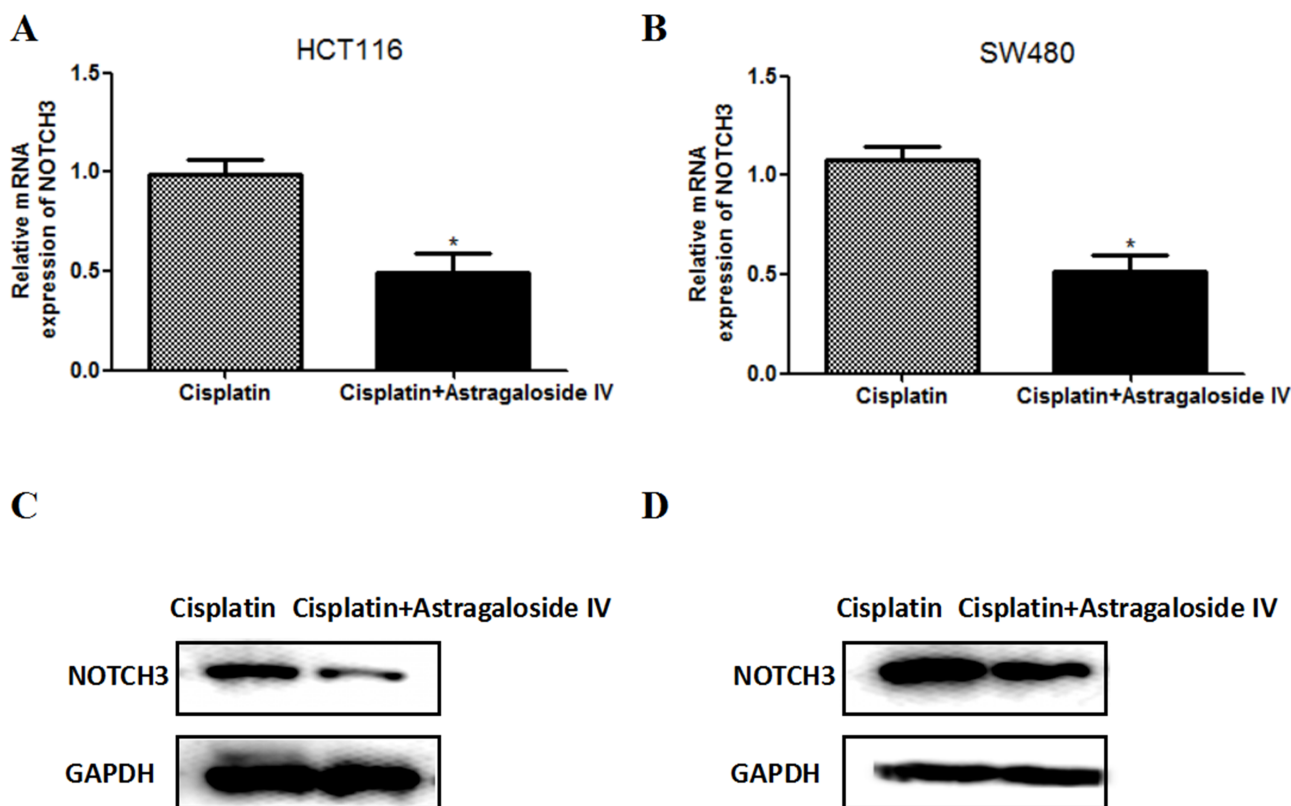 A
HCT116
Relative mRNA
expression of NOTCH3
1.5
1.0
0.5
0.0
*
Cisplatin
Cisplatin+Astragaloside IV
B
SW480
Relative mRNA
expression of NOTCH3
1.5
1.0
0.5
0.0
*
Cisplatin
Cisplatin+Astragaloside IV
C
Cisplatin Cisplatin+Astragaloside IV
NOTCH3
GAPDH
D
Cisplatin Cisplatin+Astragaloside IV
NOTCH3
GAPDH